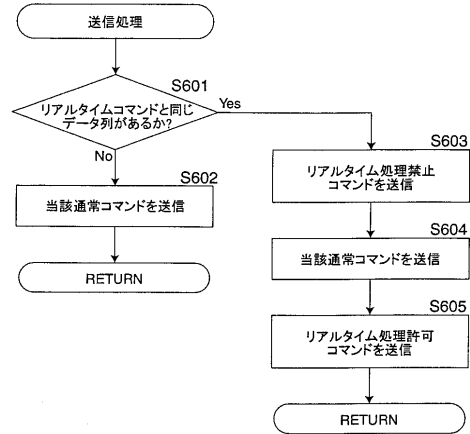 送信処理
S601
リアルタイムコマンドと同じ
データ列があるか?
Yes
No
S602
当該通常コマンドを送信
RETURN
S603
リアルタイム処理禁止
コマンドを送信
S604
当該通常コマンドを送信
S605
リアルタイム処理許可
コマンドを送信
RETURN